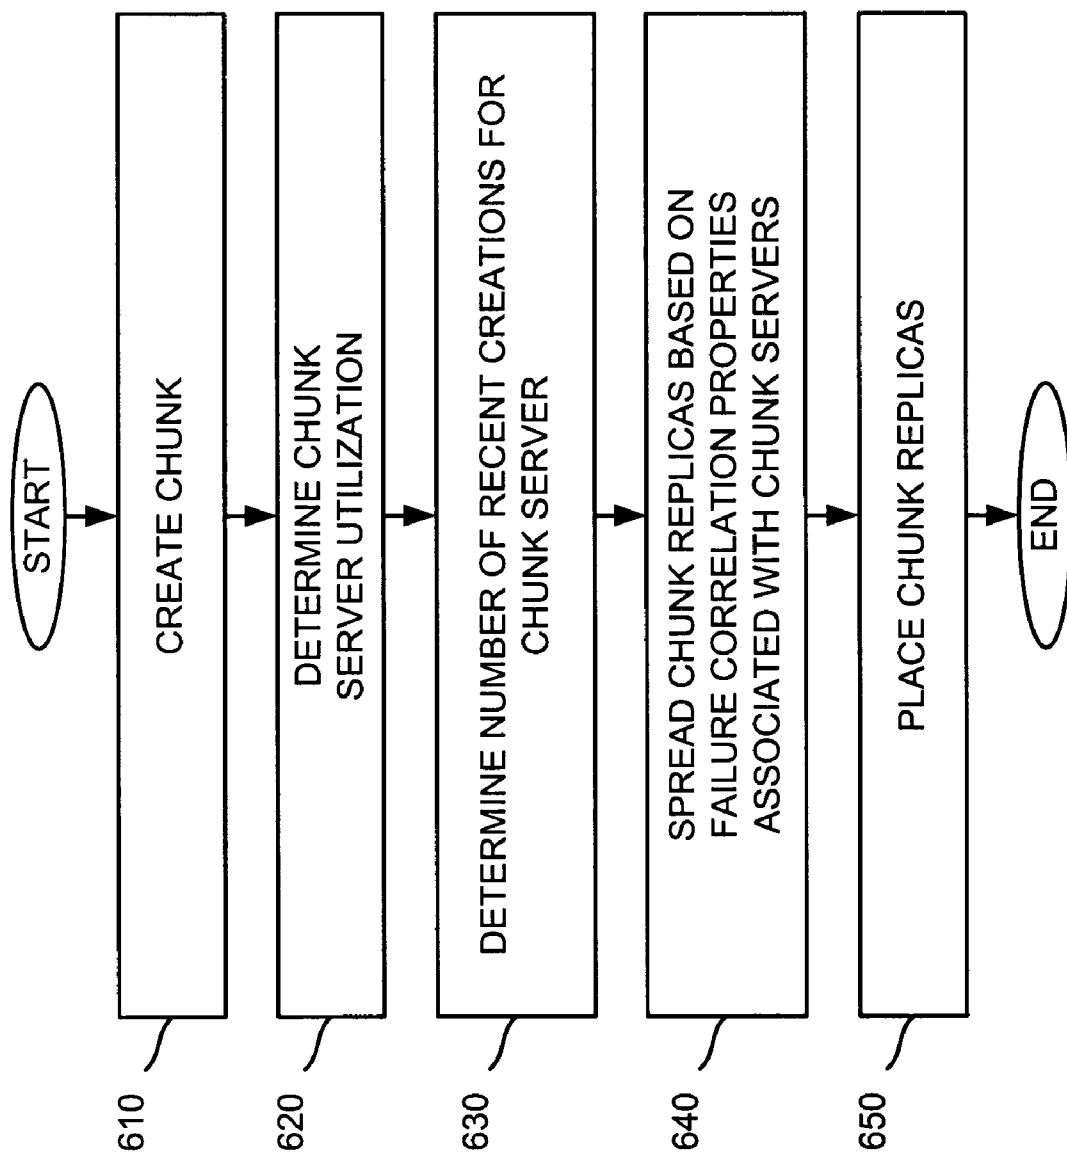 START
610
CREATE CHUNK
620
DETERMINE CHUNK
SERVER UTILIZATION
630
DETERMINE NUMBER OF RECENT CREATIONS FOR
CHUNK SERVER
640
SPREAD CHUNK REPLICAS BASED ON
FAILURE CORRELATION PROPERTIES
ASSOCIATED WITH CHUNK SERVERS
650
PLACE CHUNK REPLICAS
END